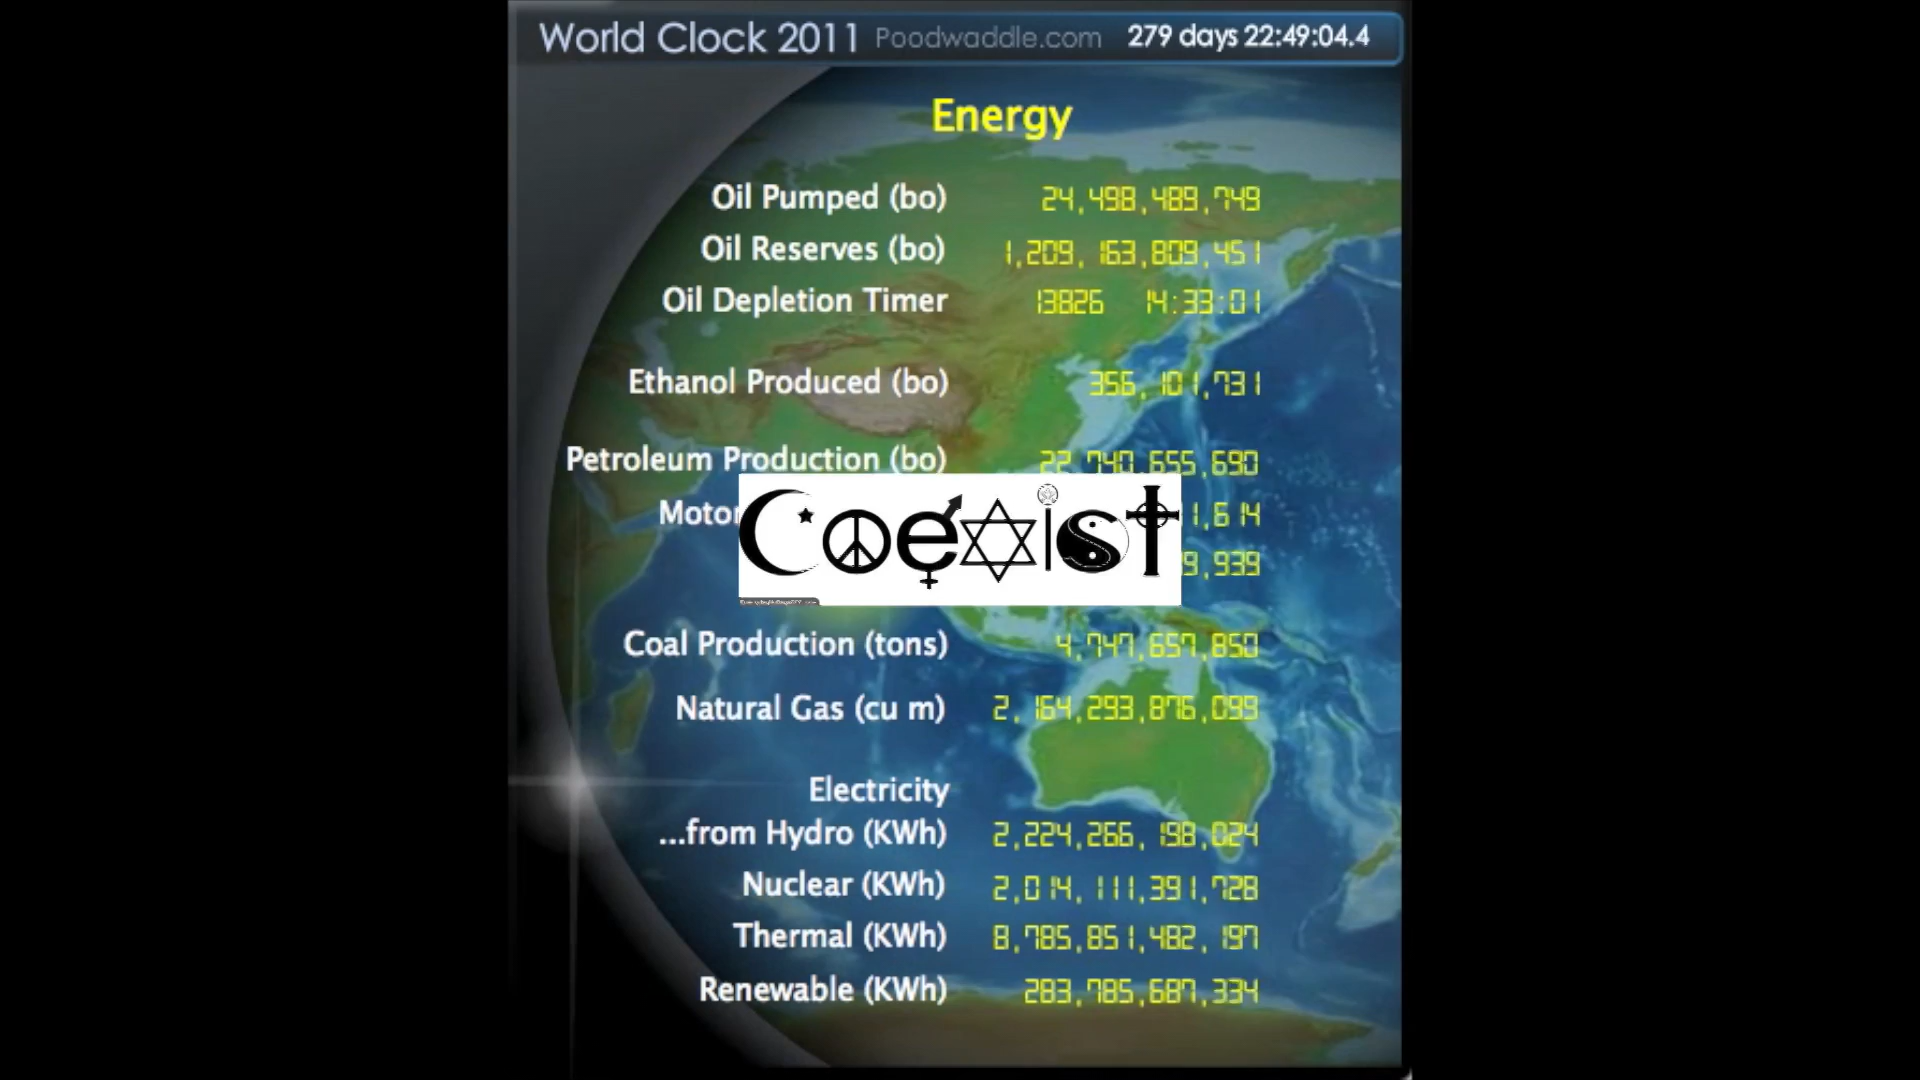 World Clock 2011 Poodwaddle.com 279 days 22:49:04.4
Energy
Oil Pumped (bo) 24,498,489,749
Oil Reserves (bo) 1,209,163,809,451
Oil Depletion Timer 13826 14:33:01
Ethanol Produced (bo) 356,101,731
Petroleum Production (bo) 22,740,655,690
Motor 1,614
9,939
Coexist
Coal Production (tons) 4,747,657,850
Natural Gas (cu m) 2,164,293,876,099
Electricity
...from Hydro (KWh) 2,224,266,198,024
Nuclear (KWh) 2,014,111,391,728
Thermal (KWh) 8,785,851,482,197
Renewable (KWh) 283,785,687,334